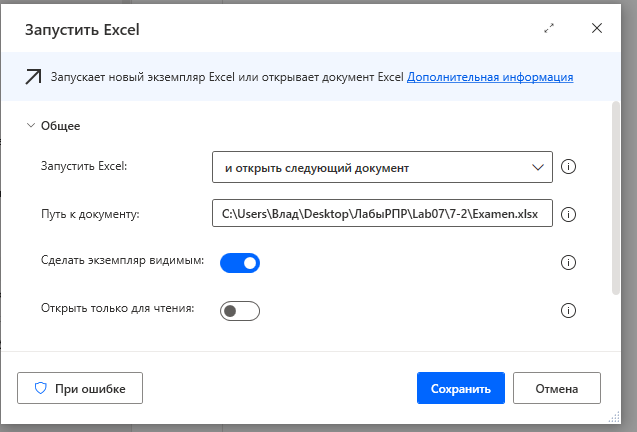 Запустить Excel
Запускает новый экземпляр Excel или открывает документ Excel Дополнительная информация
Общее
Запустить Excel: и открыть следующий документ
Путь к документу: C:\Users\Влад\Desktop\ЛабыРПР\Lab07\7-2\Examen.xlsx
Сделать экземпляр видимым:
Открыть только для чтения:
При ошибке Сохранить Отмена